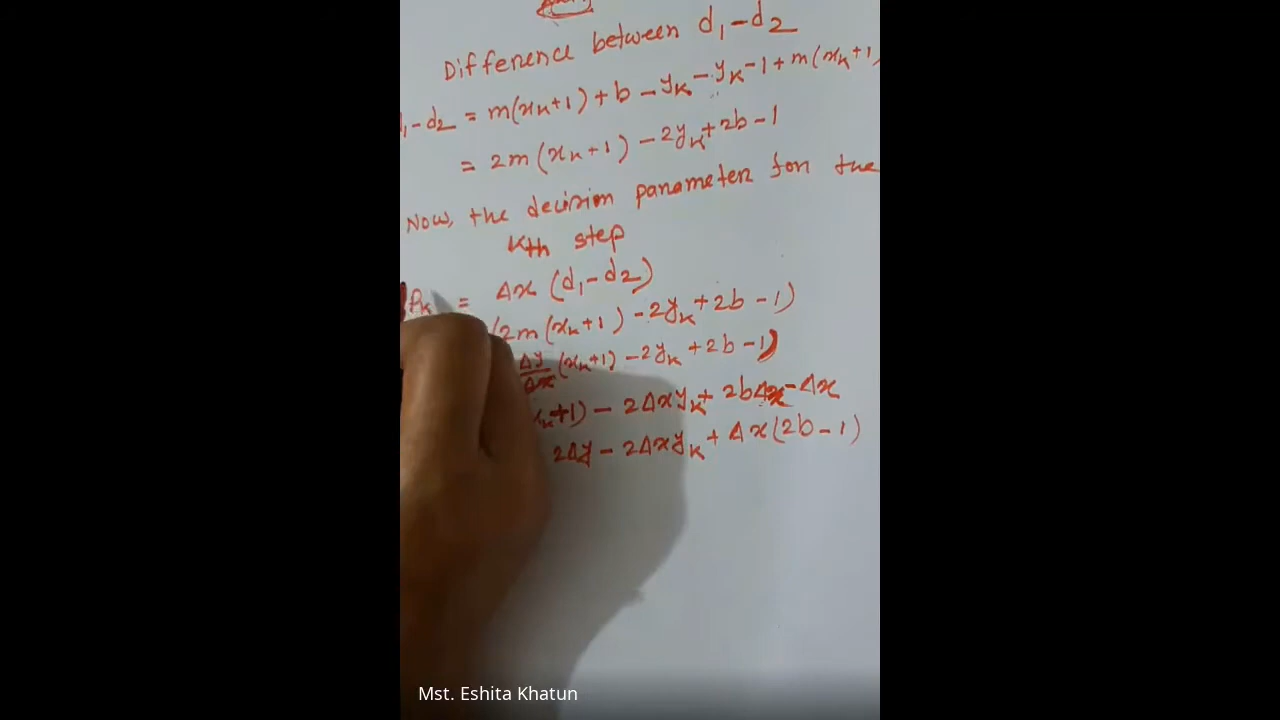 Difference between d₁-d₂
d₂ = m(xₖ+1) + b - yₖ - yₖ - 1 + m(xₖ+1
= 2m(xₖ+1) - 2yₖ + 2b - 1
Now, the decision parameter for the
kth step
Pₖ = Δx (d₁-d₂)
(2m(xₖ+1) - 2yₖ + 2b - 1)
Δy/Δx (xₖ+1) - 2yₖ + 2b - 1)
xₖ+1) - 2Δxyₖ + 2bΔx - Δx
2Δy - 2Δxyₖ + Δx(2b - 1)
Mst. Eshita Khatun